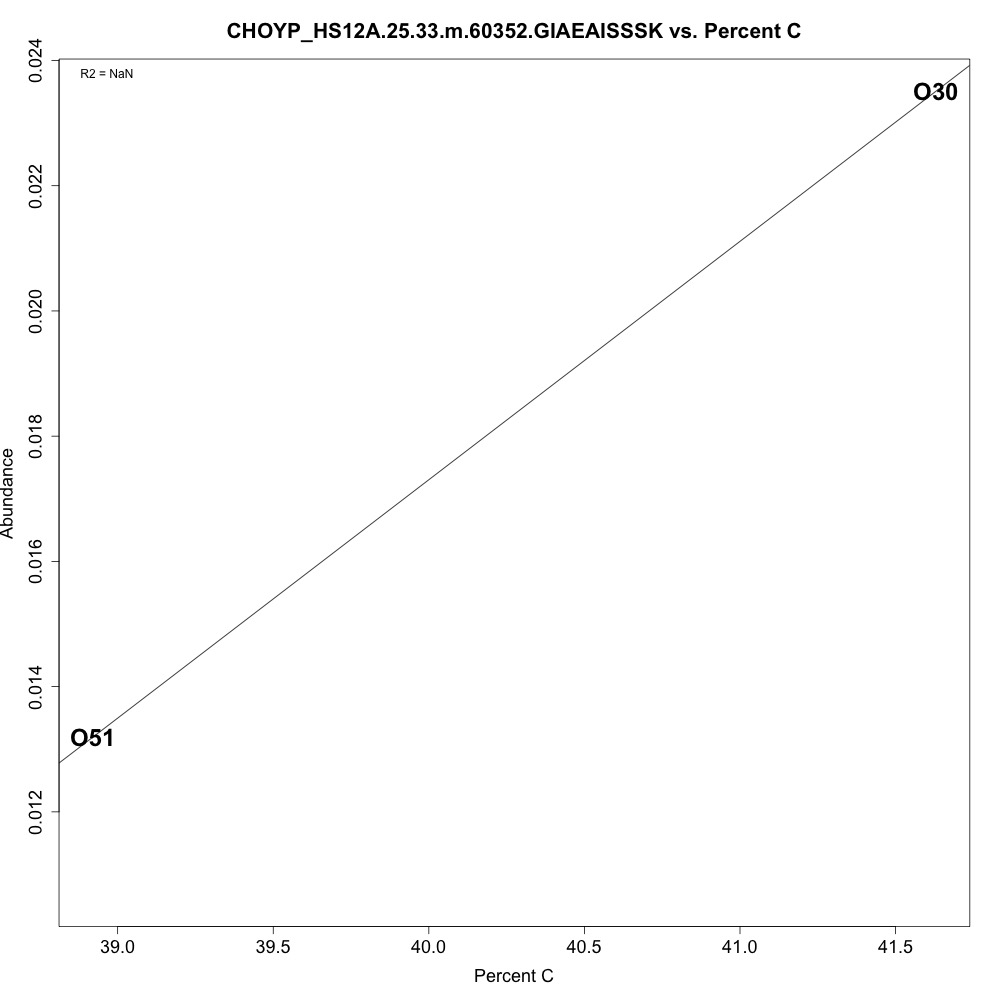 CHOYP_HS12A.25.33.m.60352.GIAEAISSSK vs. Percent C
R2 = NaN
0.024
O30
0.022
0.020
0.018
Abundance
0.016
0.014
O51
0.012
39.0 39.5 40.0 40.5 41.0 41.5
Percent C